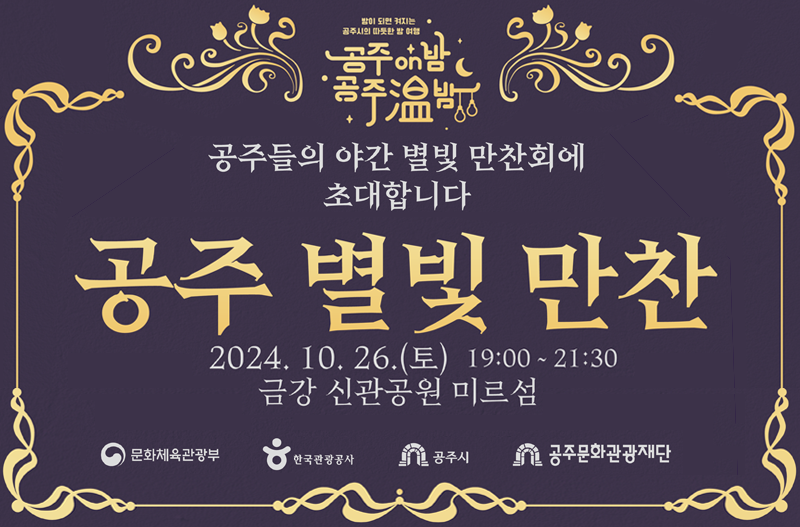 밤이 되면 켜지는
공주시의 따뜻한 밤 여행
공주on밤
공주溫밤
공주들의 야간 별빛 만찬회에
초대합니다
공주 별빛 만찬
2024. 10. 26.(토) 19:00 ~ 21:30
금강 신관공원 미르섬
문화체육관광부 한국관광공사 공주시 공주문화관광재단